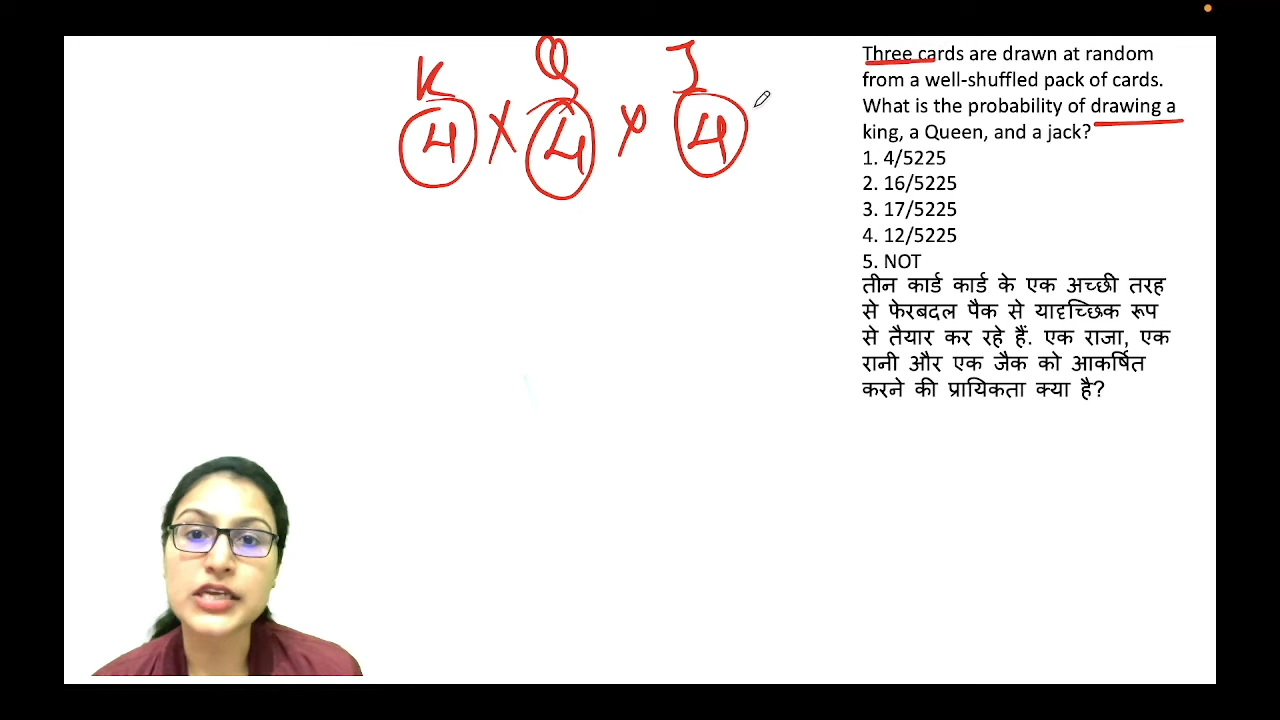 K Q J
4 × 4 × 4
Three cards are drawn at random
from a well-shuffled pack of cards.
What is the probability of drawing a
king, a Queen, and a jack?
1. 4/5225
2. 16/5225
3. 17/5225
4. 12/5225
5. NOT
तीन कार्ड कार्ड के एक अच्छी तरह
से फेरबदल पैक से यादृच्छिक रूप
से तैयार कर रहे हैं. एक राजा, एक
रानी और एक जैक को आकर्षित
करने की प्रायिकता क्या है?